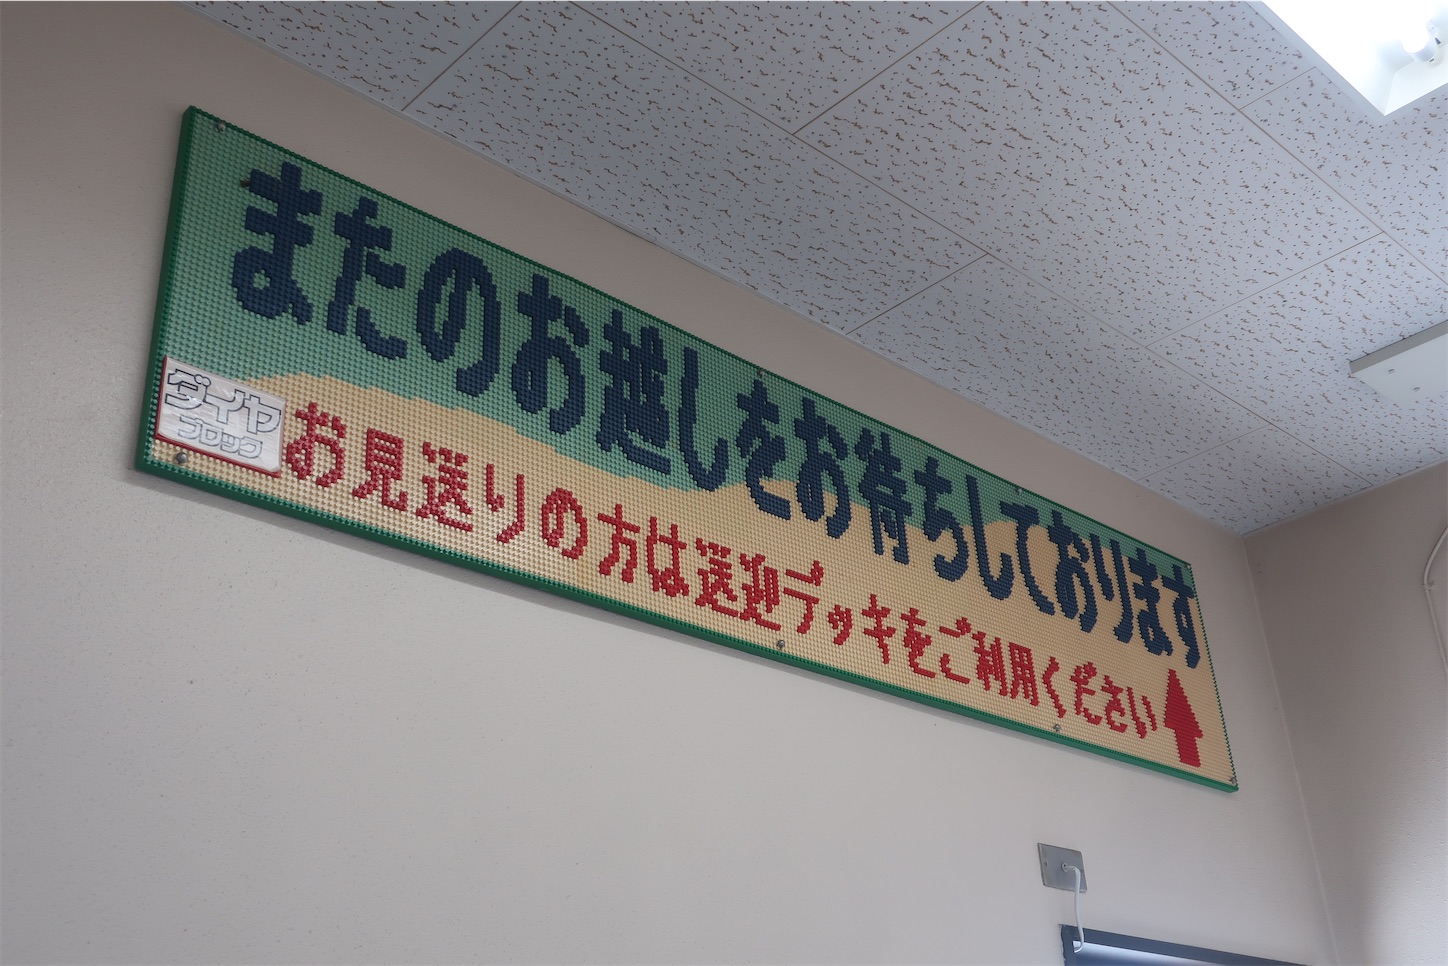 またのお越しをお待ちしております
お見送りの方は送迎デッキをご利用ください
ダイヤ
ブロック